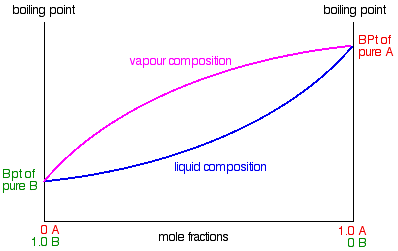 boiling point
boiling point
BPt of
pure A
vapour composition
liquid composition
Bpt of
pure B
0 A
1.0 B
mole fractions
1.0 A
0 B